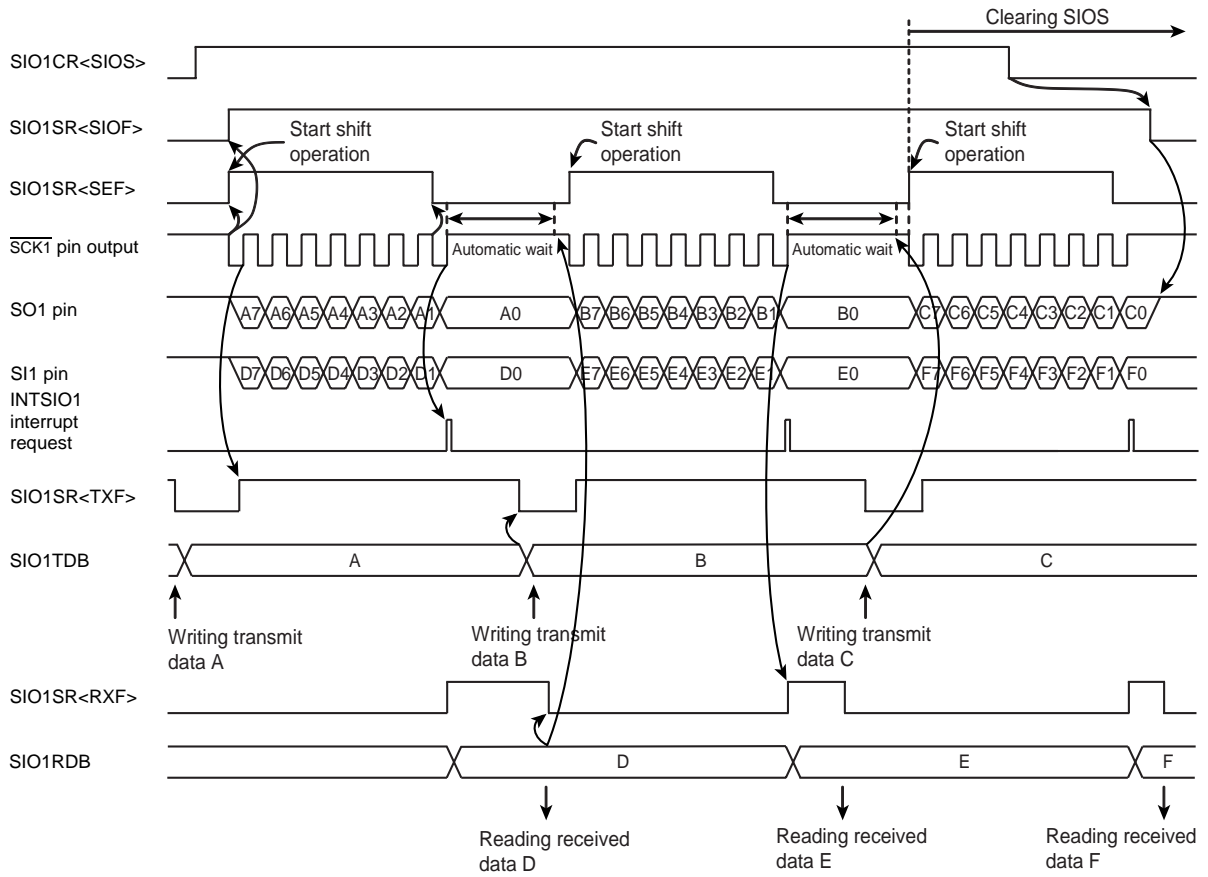 Clearing SIOS
SIO1CR<SIOS>
SIO1SR<SIOF>
Start shift
operation
Start shift
operation
Start shift
operation
SIO1SR<SEF>
SCK1 pin output
Automatic wait
Automatic wait
SO1 pin
A7 A6 A5 A4 A3 A2 A1 A0 B7 B6 B5 B4 B3 B2 B1 B0 C7 C6 C5 C4 C3 C2 C1 C0
SI1 pin
D7 D6 D5 D4 D3 D2 D1 D0 E7 E6 E5 E4 E3 E2 E1 E0 F7 F6 F5 F4 F3 F2 F1 F0
INTSIO1
interrupt
request
SIO1SR<TXF>
SIO1TDB
A B C
Writing transmit
data A
Writing transmit
data B
Writing transmit
data C
SIO1SR<RXF>
SIO1RDB
D E F
Reading received
data D
Reading received
data E
Reading received
data F